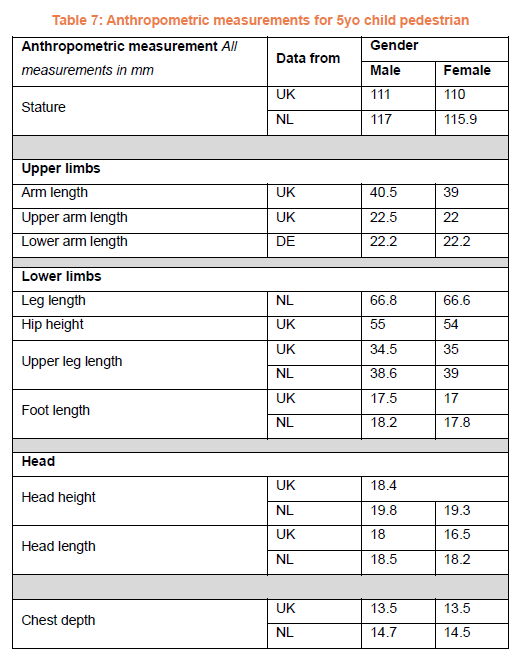 Table 7: Anthropometric measurements for 5yo child pedestrian
Anthropometric measurement All measurements in mm Data from Gender
Male Female
Stature UK 111 110
NL 117 115.9
Upper limbs
Arm length UK 40.5 39
Upper arm length UK 22.5 22
Lower arm length DE 22.2 22.2
Lower limbs
Leg length NL 66.8 66.6
Hip height UK 55 54
Upper leg length UK 34.5 35
NL 38.6 39
Foot length UK 17.5 17
NL 18.2 17.8
Head
Head height UK 18.4
NL 19.8 19.3
Head length UK 18 16.5
NL 18.5 18.2
Chest depth UK 13.5 13.5
NL 14.7 14.5